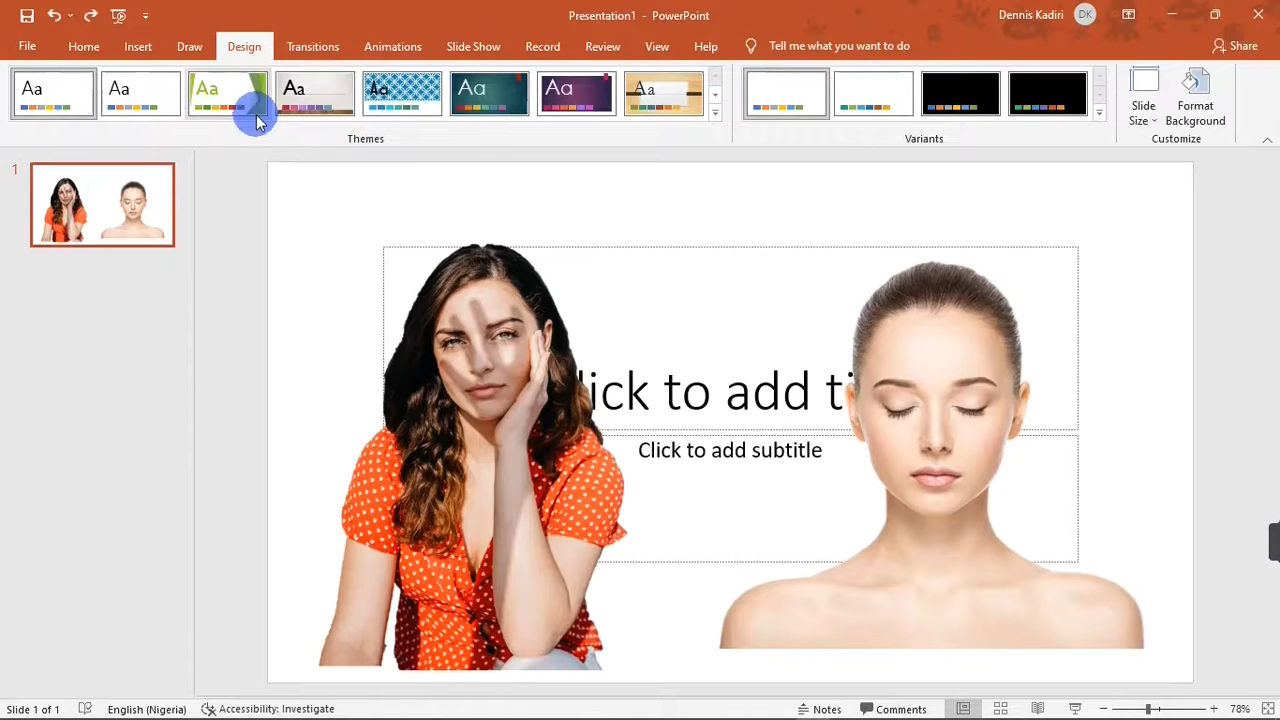 Presentation1 - PowerPoint
Dennis Kadiri
DK
File
Home
Insert
Draw
Design
Transitions
Animations
Slide Show
Record
Review
View
Help
Tell me what you want to do
Share
Aa
Aa
Aa
Aa
Aa
Aa
Aa
Aa
Slide
Size
Format
Background
Themes
Variants
Customize
1
lick to add ti
Click to add subtitle
Slide 1 of 1
English (Nigeria)
Accessibility: Investigate
Notes
Comments
78%